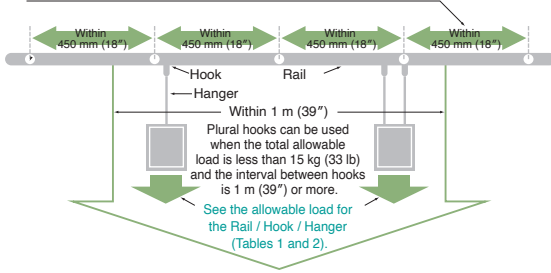 Within
450 mm (18″)
Within
450 mm (18″)
Within
450 mm (18″)
Within
450 mm (18″)
Hook
Rail
Hanger
Within 1 m (39″)
Plural hooks can be used
when the total allowable
load is less than 15 kg (33 lb)
and the interval between hooks
is 1 m (39″) or more.
See the allowable load for
the Rail / Hook / Hanger
(Tables 1 and 2).